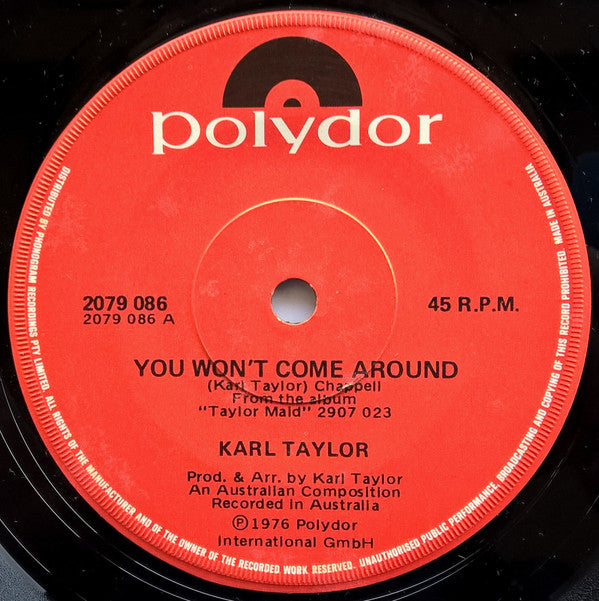 polydor
2079 086
2079 086 A
45 R.P.M.
YOU WON'T COME AROUND
(Karl Taylor) Chappell
From the album
"Taylor Maid" 2907 023
KARL TAYLOR
Prod. & Arr. by Karl Taylor
An Australian Composition
Recorded in Australia
Ⓟ1976 Polydor
International GmbH
DISTRIBUTED BY PHONOGRAM RECORDINGS PTY LIMITED. ALL RIGHTS OF THE MANUFACTURER AND OF THE OWNER OF THE RECORDED WORK RESERVED. UNAUTHORISED PUBLIC PERFORMANCE, BROADCASTING AND COPYING OF THIS RECORD PROHIBITED. MADE IN AUSTRALIA